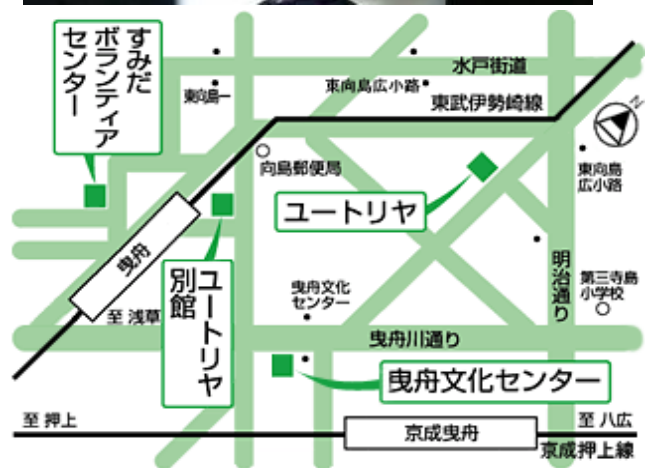 すみだ
ボランティア
センター
東向島一
東向島広小路
水戸街道
東武伊勢崎線
N
向島郵便局
東向島
広小路
ユートリヤ
曳舟
ユートリヤ
別館
至 浅草
曳舟文化
センター
明治通り
第三寺島
小学校
曳舟川通り
曳舟文化センター
至 押上
京成曳舟
至 八広
京成押上線